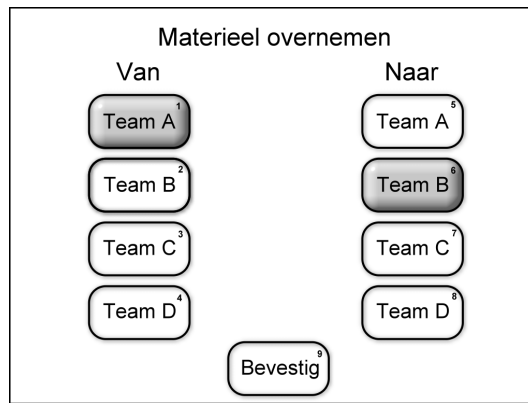 Materieel overnemen
Van Naar
Team A 1 Team A 5
Team B 2 Team B 6
Team C 3 Team C 7
Team D 4 Team D 8
Bevestig 9